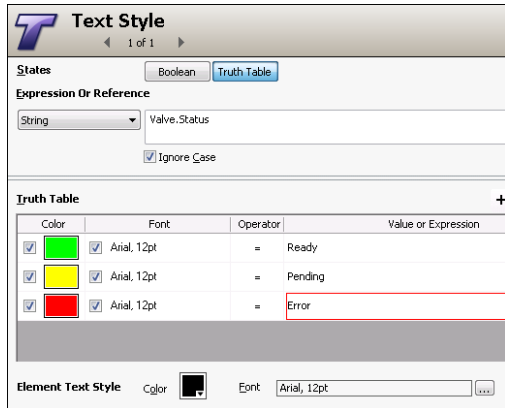 Text Style
1 of 1
States Boolean Truth Table
Expression Or Reference
String Valve.Status
Ignore Case
Truth Table +
Color Font Operator Value or Expression
Arial, 12pt = Ready
Arial, 12pt = Pending
Arial, 12pt = Error
Element Text Style Color Font Arial, 12pt ...